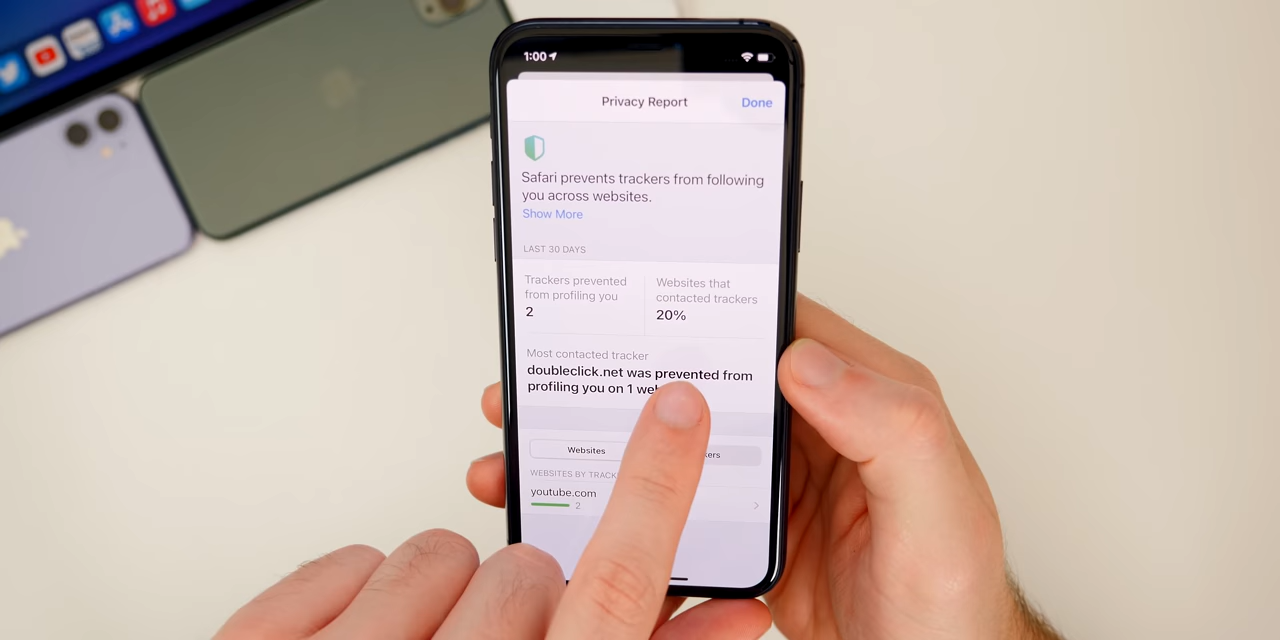 1:00
Privacy Report
Done
Safari prevents trackers from following
you across websites.
Show More
LAST 30 DAYS
Trackers prevented
from profiling you
2
Websites that
contacted trackers
20%
Most contacted tracker
doubleclick.net was prevented from
profiling you on 1
Websites
WEBSITES BY
youtube.com
2